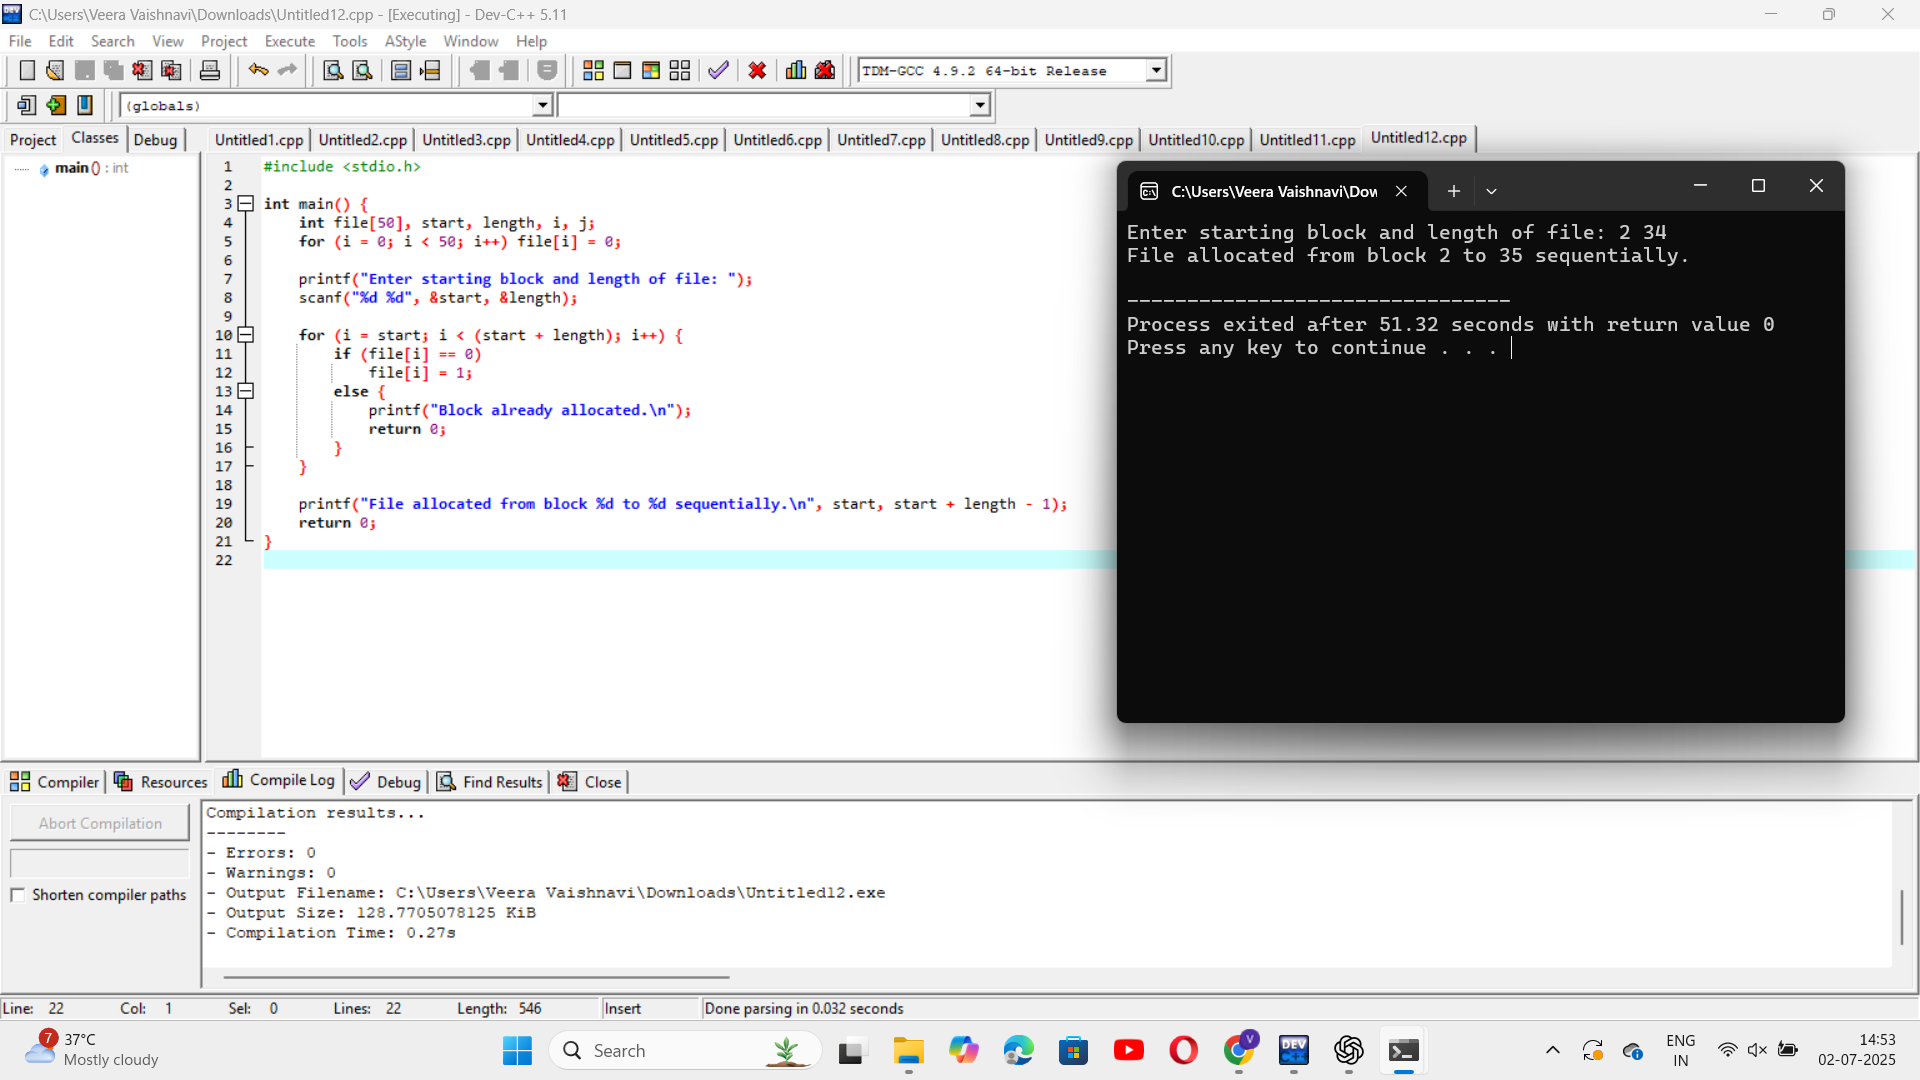 C:\Users\Veera Vaishnavi\Downloads\Untitled12.cpp - [Executing] - Dev-C++ 5.11
File Edit Search View Project Execute Tools AStyle Window Help
TDM-GCC 4.9.2 64-bit Release
(globals)
Project Classes Debug
Untitled1.cpp Untitled2.cpp Untitled3.cpp Untitled4.cpp Untitled5.cpp Untitled6.cpp Untitled7.cpp Untitled8.cpp Untitled9.cpp Untitled10.cpp Untitled11.cpp Untitled12.cpp
main() : int
1 #include <stdio.h>
2
3 int main() {
4 int file[50], start, length, i, j;
5 for (i = 0; i < 50; i++) file[i] = 0;
6
7 printf("Enter starting block and length of file: ");
8 scanf("%d %d", &start, &length);
9
10 for (i = start; i < (start + length); i++) {
11 if (file[i] == 0)
12 file[i] = 1;
13 else {
14 printf("Block already allocated.\n");
15 return 0;
16 }
17 }
18
19 printf("File allocated from block %d to %d sequentially.\n", start, start + length - 1);
20 return 0;
21 }
22
C:\Users\Veera Vaishnavi\Dow
Enter starting block and length of file: 2 34
File allocated from block 2 to 35 sequentially.
--------------------------------
Process exited after 51.32 seconds with return value 0
Press any key to continue . . .
Compiler Resources Compile Log Debug Find Results Close
Abort Compilation
Shorten compiler paths
Compilation results...
--------
- Errors: 0
- Warnings: 0
- Output Filename: C:\Users\Veera Vaishnavi\Downloads\Untitled12.exe
- Output Size: 128.7705078125 KiB
- Compilation Time: 0.27s
Line: 22 Col: 1 Sel: 0 Lines: 22 Length: 546 Insert Done parsing in 0.032 seconds
7
37°C
Mostly cloudy
Search
V
DEV
ENG
IN
14:53
02-07-2025